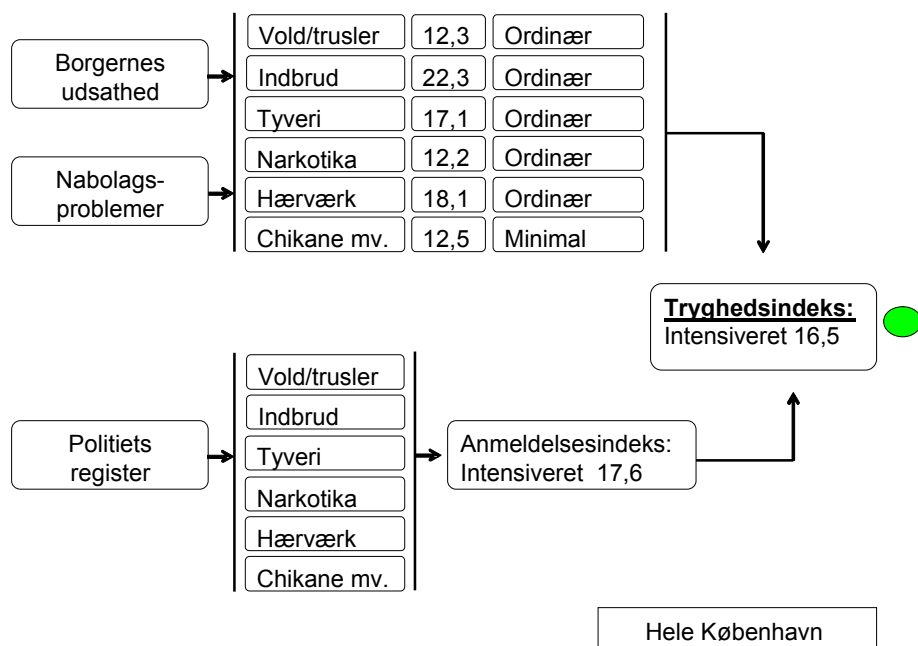 Borgernes
udsathed
Nabolags-
problemer
Vold/trusler 12,3 Ordinær
Indbrud 22,3 Ordinær
Tyveri 17,1 Ordinær
Narkotika 12,2 Ordinær
Hærværk 18,1 Ordinær
Chikane mv. 12,5 Minimal
Tryghedsindeks:
Intensiveret 16,5
Politiets
register
Vold/trusler
Indbrud
Tyveri
Narkotika
Hærværk
Chikane mv.
Anmeldelsesindeks:
Intensiveret 17,6
Hele København